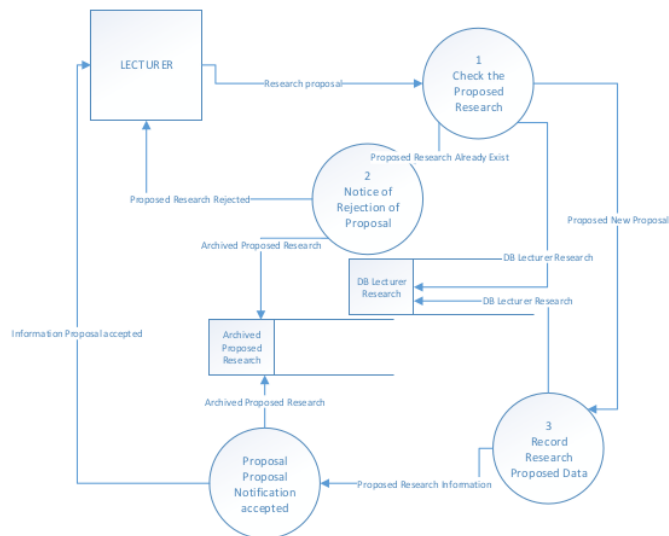 LECTURER
Research proposal
1
Check the
Proposed
Research
Proposed Research Already Exist
2
Notice of
Rejection of
Proposal
Proposed Research Rejected
Proposed New Proposal
Archived Proposed Research
DB Lecturer Research
DB Lecturer
Research
DB Lecturer Research
Information Proposal accepted
Archived
Proposed
Research
Archived Proposed Research
3
Record
Research
Proposed Data
Proposal
Proposal
Notification
accepted
Proposed Research Information